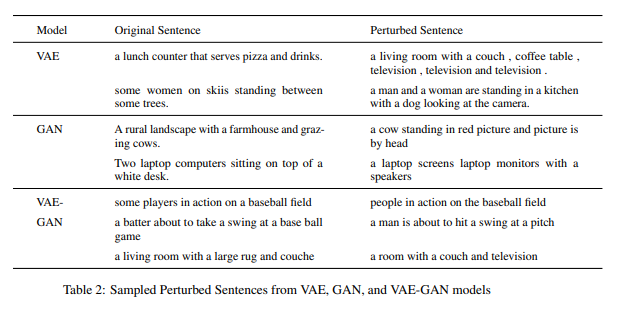 Model Original Sentence Perturbed Sentence
VAE a lunch counter that serves pizza and drinks. a living room with a couch , coffee table ,
television , television and television .
some women on skiis standing between a man and a woman are standing in a kitchen
some trees. with a dog looking at the camera.
GAN A rural landscape with a farmhouse and graz- a cow standing in red picture and picture is
ing cows. by head
Two laptop computers sitting on top of a a laptop screens laptop monitors with a
white desk. speakers
VAE- some players in action on a baseball field people in action on the baseball field
GAN a batter about to take a swing at a base ball a man is about to hit a swing at a pitch
game
a living room with a large rug and couche a room with a couch and television
Table 2: Sampled Perturbed Sentences from VAE, GAN, and VAE-GAN models